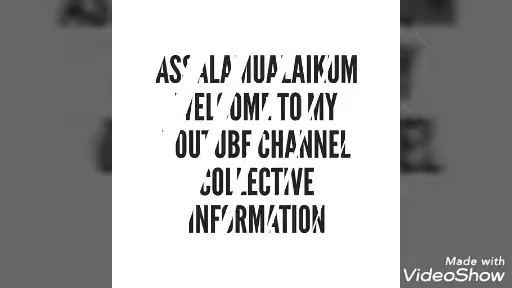 ASSALAMUALAIKUM
WELCOME TO MY
YOUTUBE CHANNEL
COLLECTIVE
INFORMATION
Made with
VideoShow